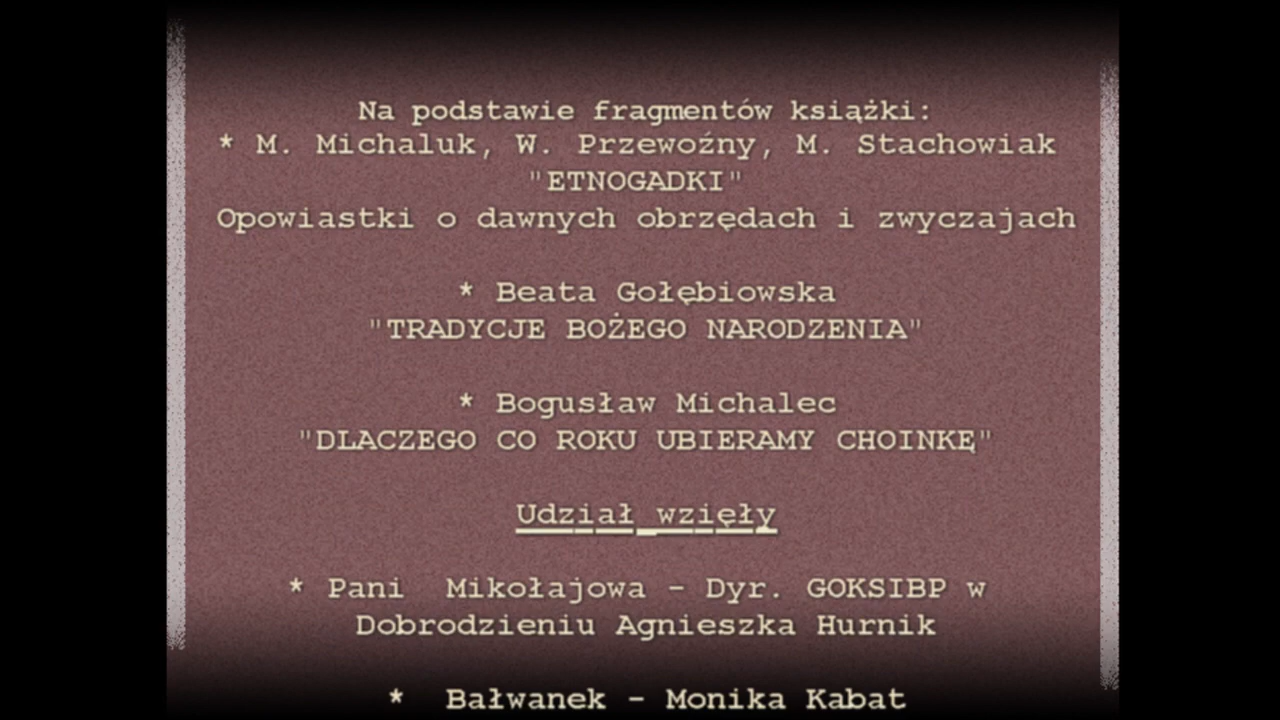 Na podstawie fragmentów książki:
* M. Michaluk, W. Przewoźny, M. Stachowiak
"ETNOGADKI"
Opowiastki o dawnych obrzędach i zwyczajach
* Beata Gołębiowska
"TRADYCJE BOŻEGO NARODZENIA"
* Bogusław Michalec
"DLACZEGO CO ROKU UBIERAMY CHOINKĘ"
Udział wzięły
* Pani  Mikołajowa - Dyr. GOKSIBP w
Dobrodzieniu Agnieszka Hurnik
*  Bałwanek - Monika Kabat